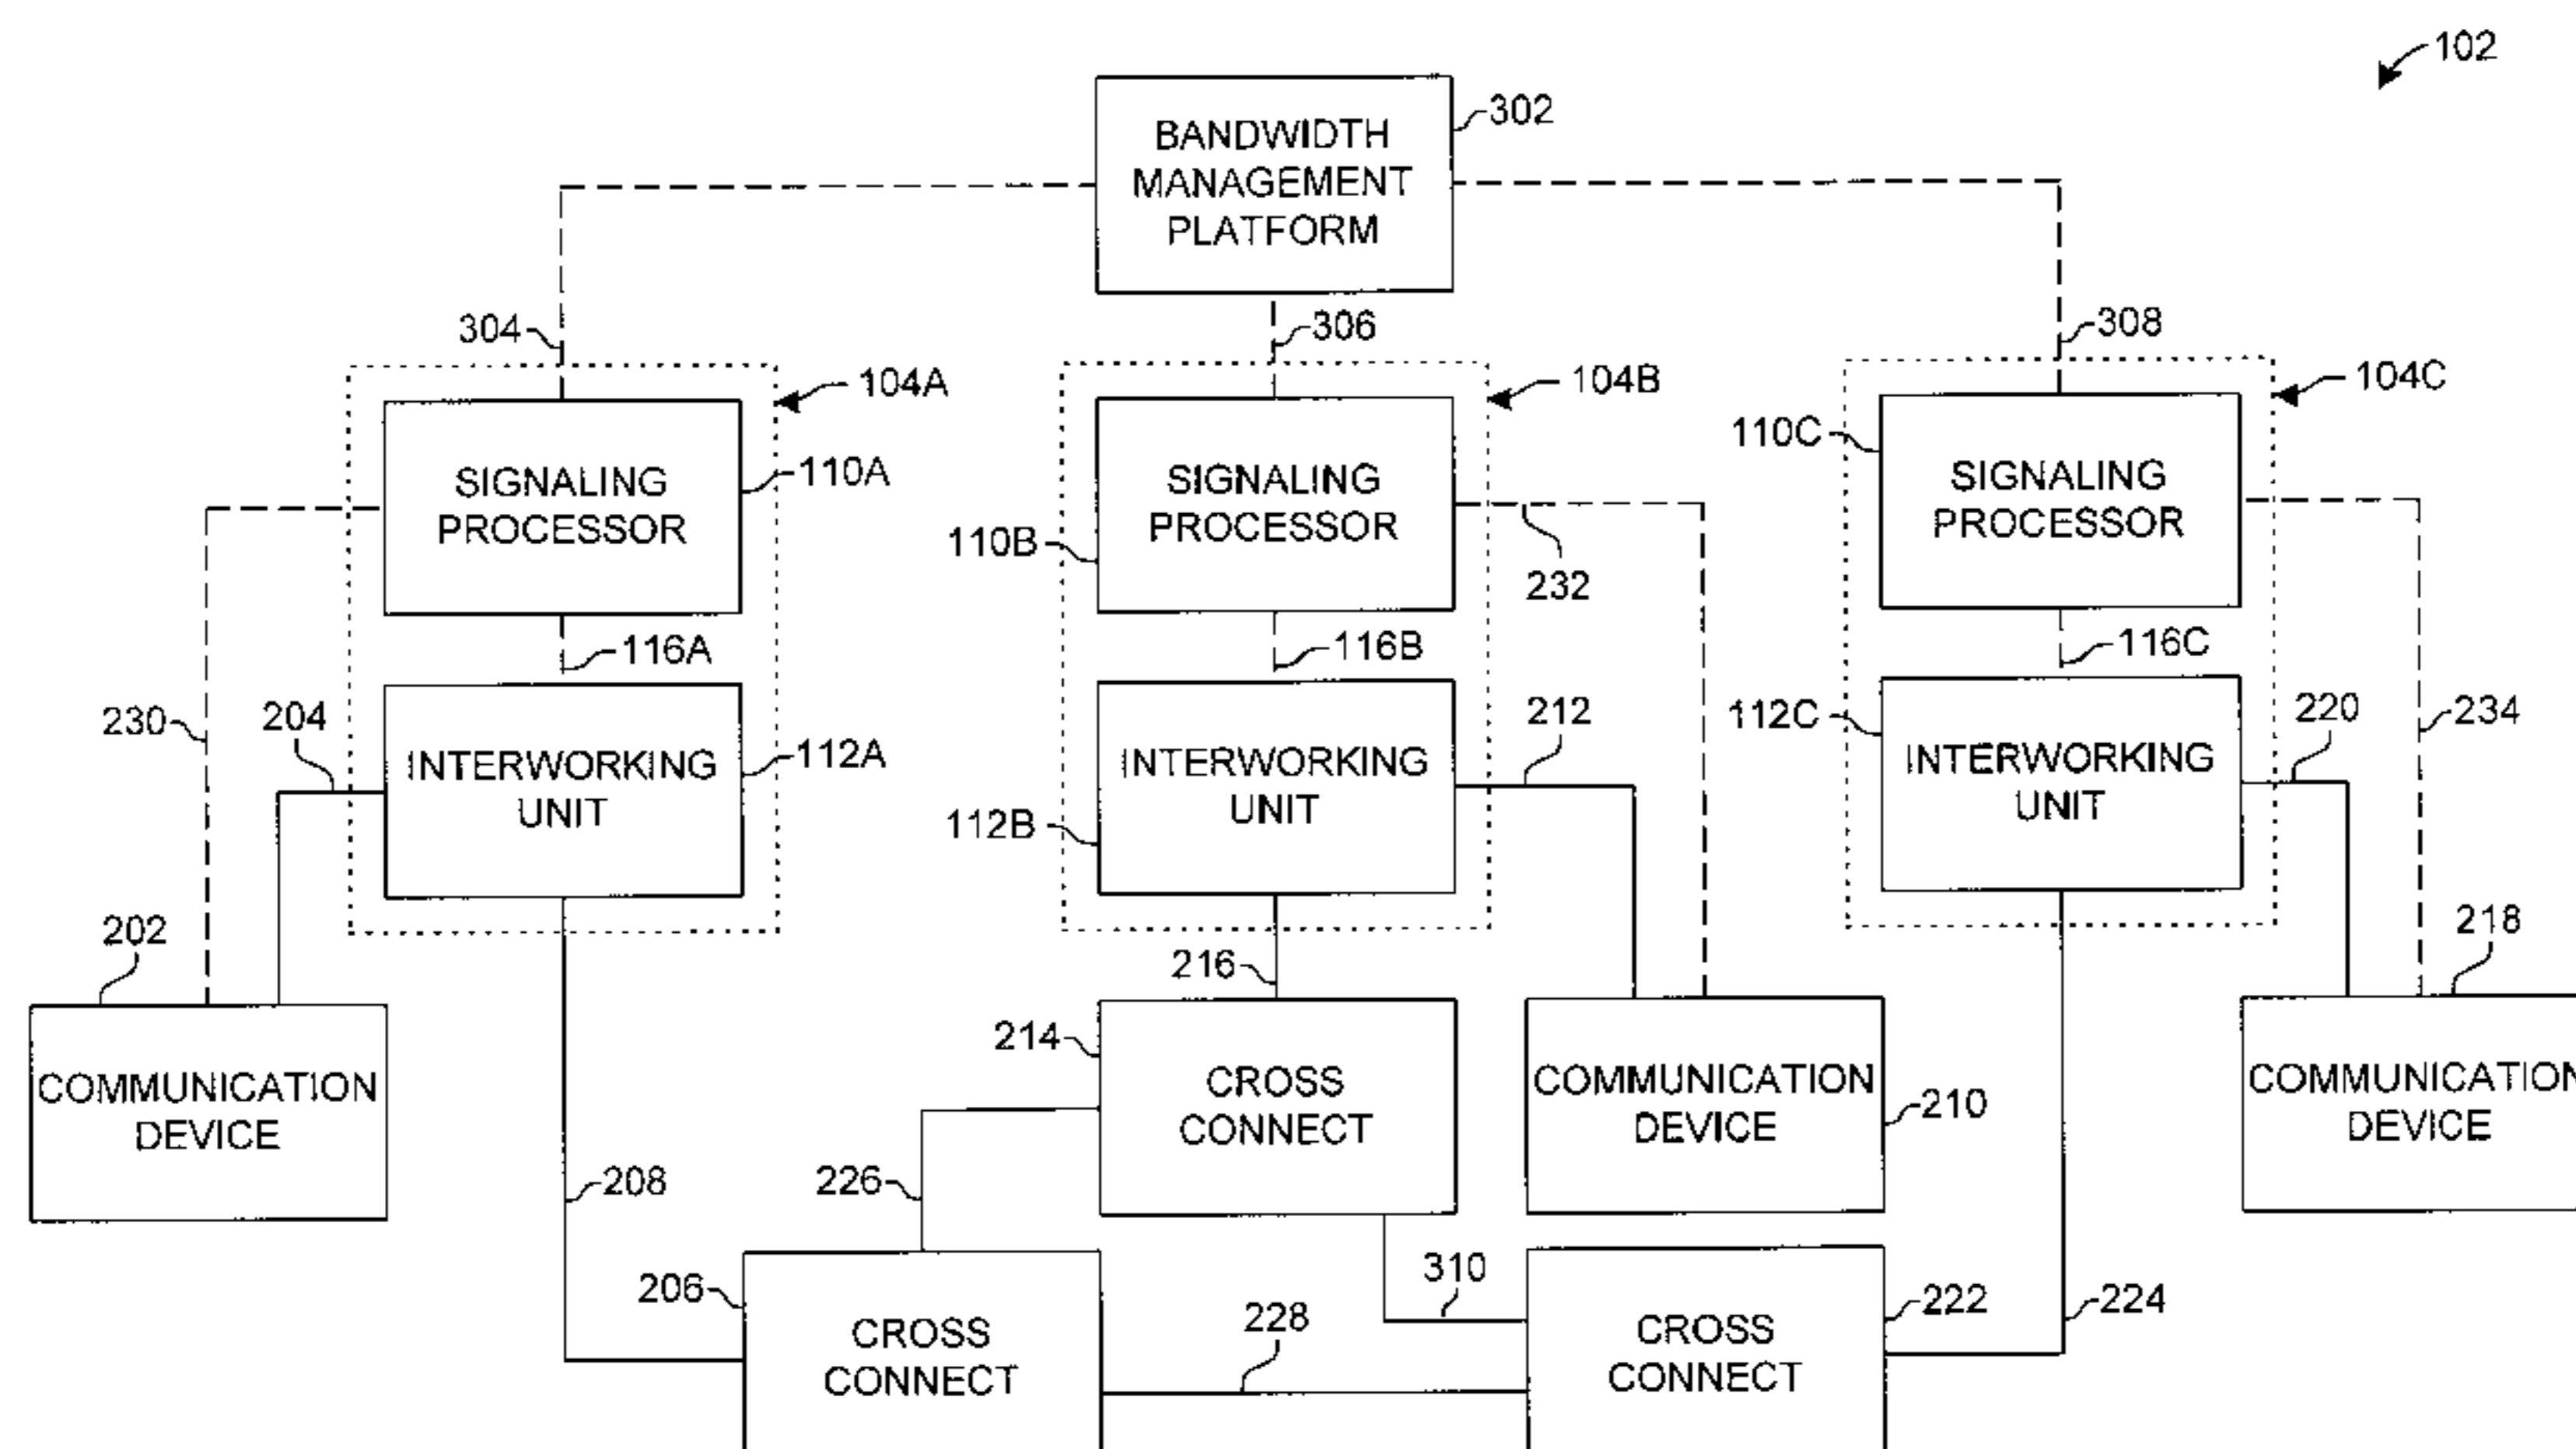 102
BANDWIDTH
MANAGEMENT
PLATFORM
302
304
306
308
104A
104B
104C
SIGNALING
PROCESSOR
110A
SIGNALING
PROCESSOR
110B
232
110C
SIGNALING
PROCESSOR
116A
116B
116C
230
204
INTERWORKING
UNIT
112A
INTERWORKING
UNIT
112B
212
112C
INTERWORKING
UNIT
220
234
202
216
218
COMMUNICATION
DEVICE
214
CROSS
CONNECT
COMMUNICATION
DEVICE
210
COMMUNICATION
DEVICE
208
226
206
CROSS
CONNECT
310
228
CROSS
CONNECT
222
224